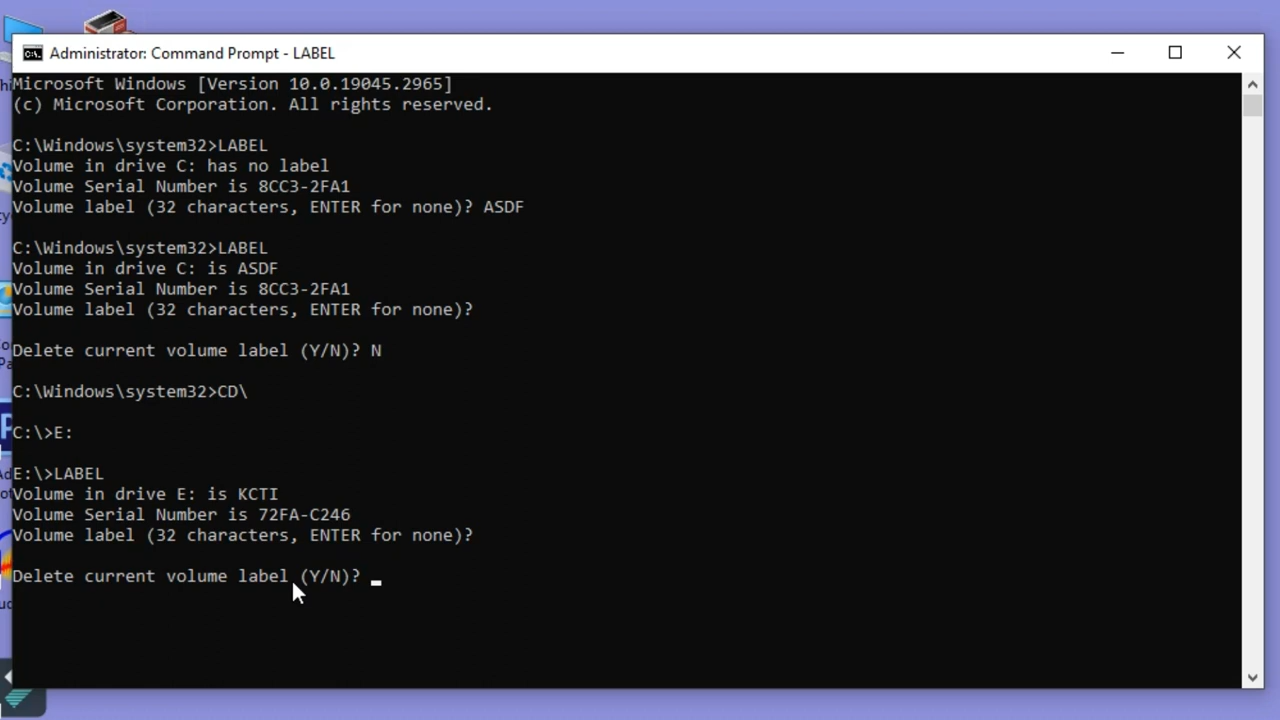 Administrator: Command Prompt - LABEL
Microsoft Windows [Version 10.0.19045.2965]
(c) Microsoft Corporation. All rights reserved.
C:\Windows\system32>LABEL
Volume in drive C: has no label
Volume Serial Number is 8CC3-2FA1
Volume label (32 characters, ENTER for none)? ASDF
C:\Windows\system32>LABEL
Volume in drive C: is ASDF
Volume Serial Number is 8CC3-2FA1
Volume label (32 characters, ENTER for none)?
Delete current volume label (Y/N)? N
C:\Windows\system32>CD\
C:\>E:
E:\>LABEL
Volume in drive E: is KCTI
Volume Serial Number is 72FA-C246
Volume label (32 characters, ENTER for none)?
Delete current volume label (Y/N)?